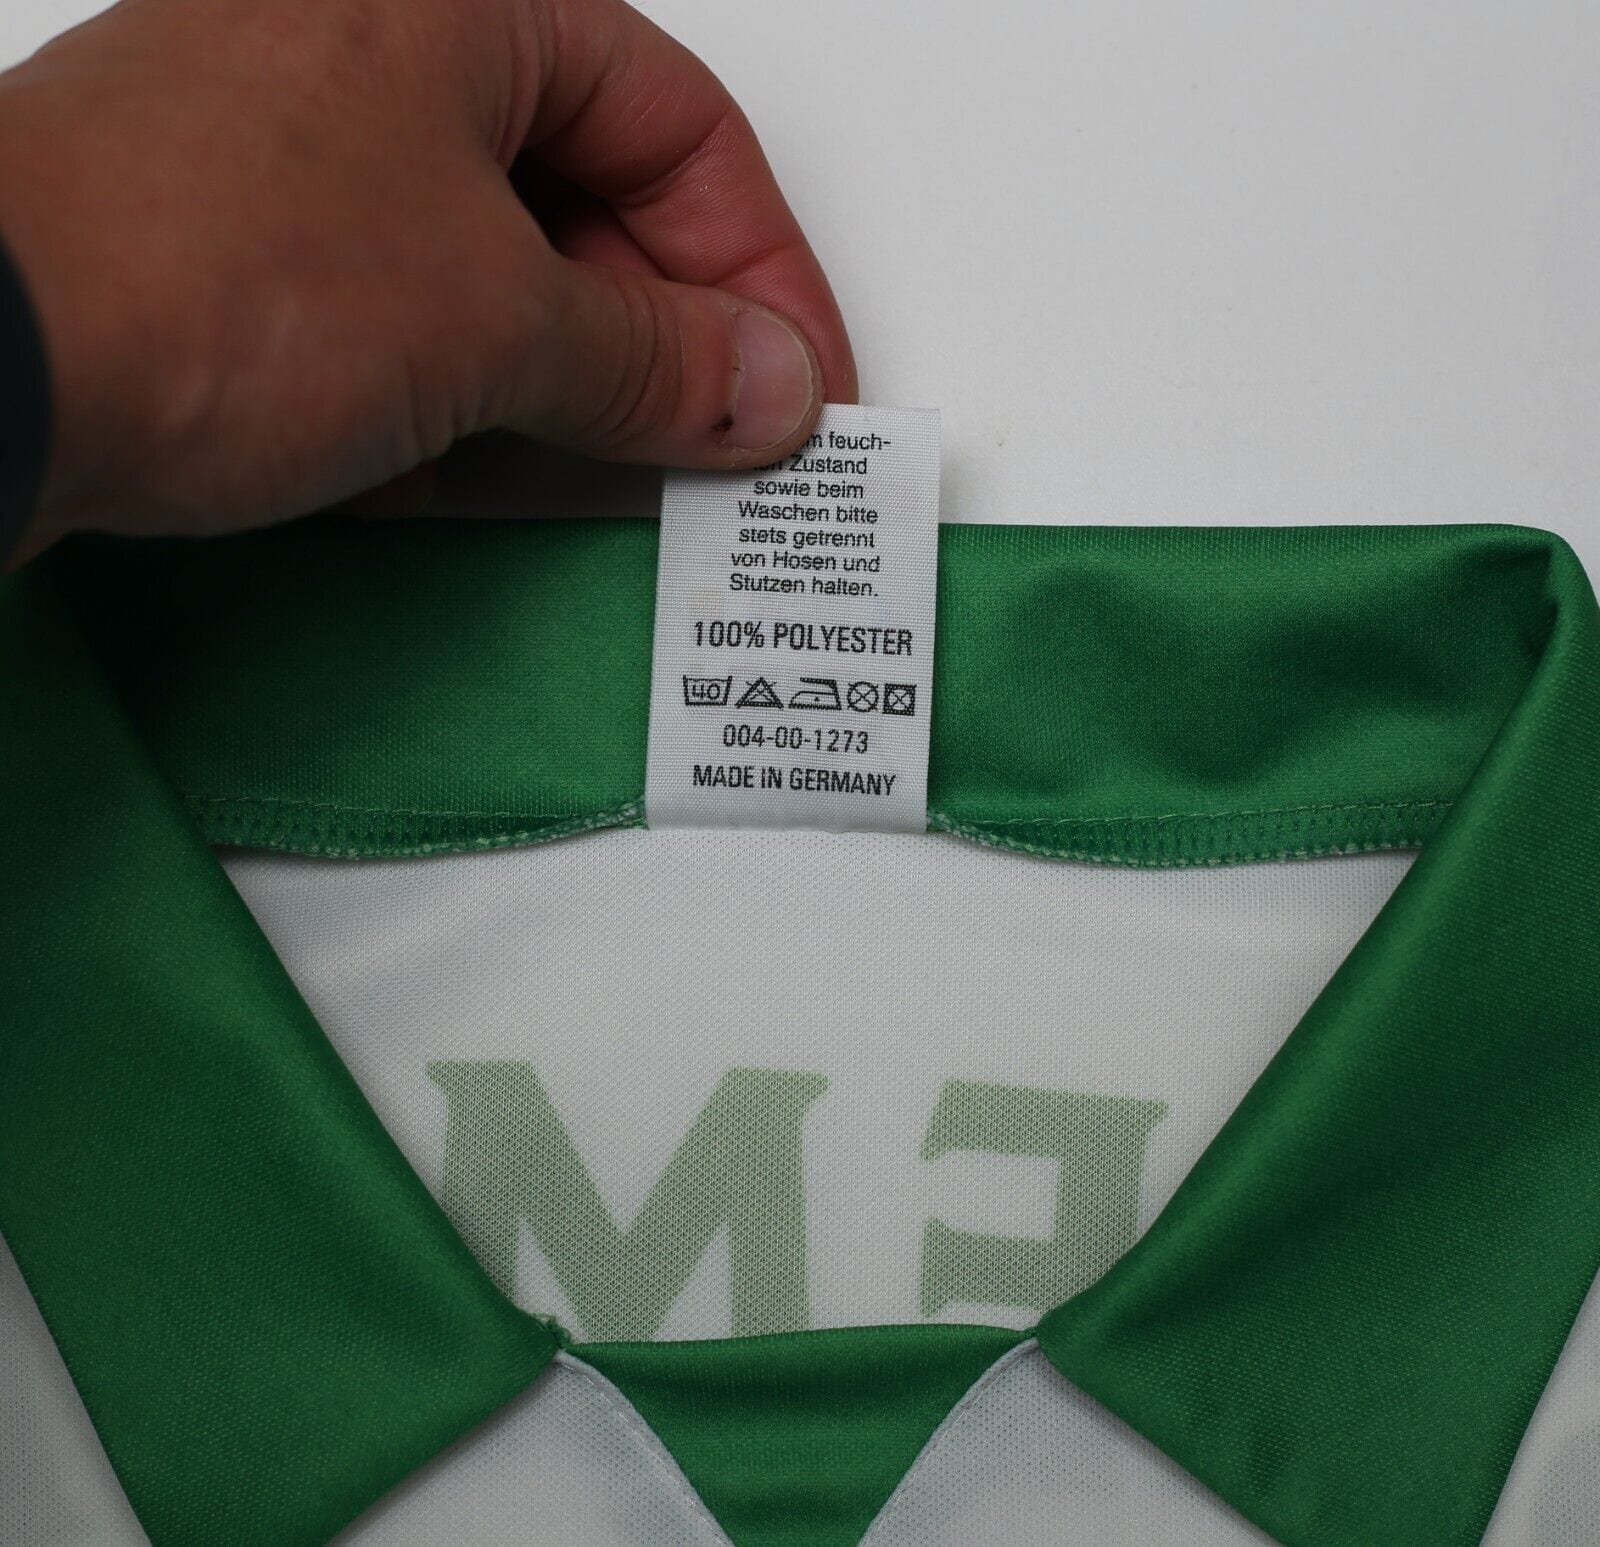 feuch-
Zustand
sowie beim
Waschen bitte
stets getrennt
von Hosen und
Stutzen halten.
100% POLYESTER
40
004-00-1273
MADE IN GERMANY